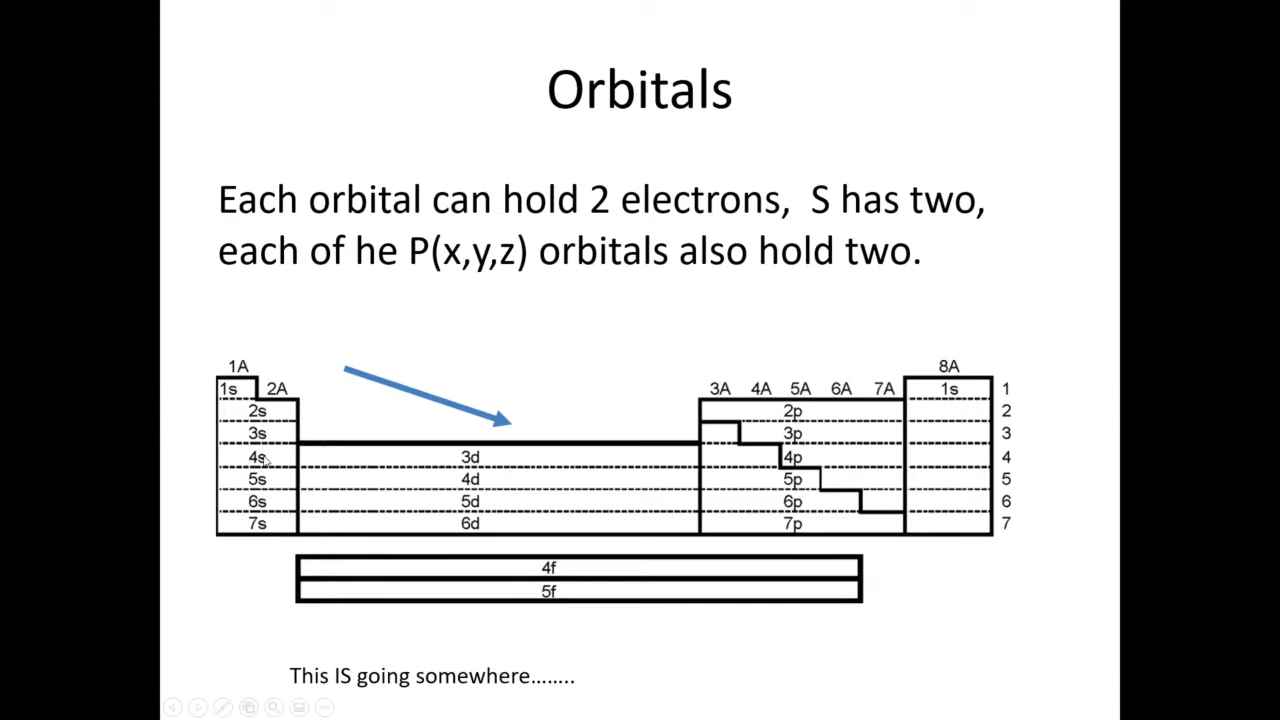 Orbitals
Each orbital can hold 2 electrons,  S has two,
each of he P(x,y,z) orbitals also hold two.
1A 8A
1s 2A 3A 4A 5A 6A 7A 1s 1
2s 2p 2
3s 3p 3
4s 3d 4p 4
5s 4d 5p 5
6s 5d 6p 6
7s 6d 7p 7
4f
5f
This IS going somewhere……..